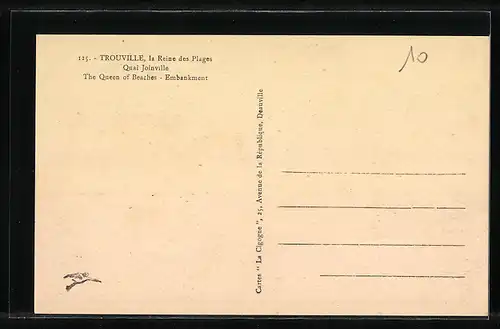 125. - TROUVILLE, la Reine des Plages
Quai Joinville
The Queen of Beaches - Embankment
10
Cartes " La Cigogne ", 25, Avenue de la République, Deauville